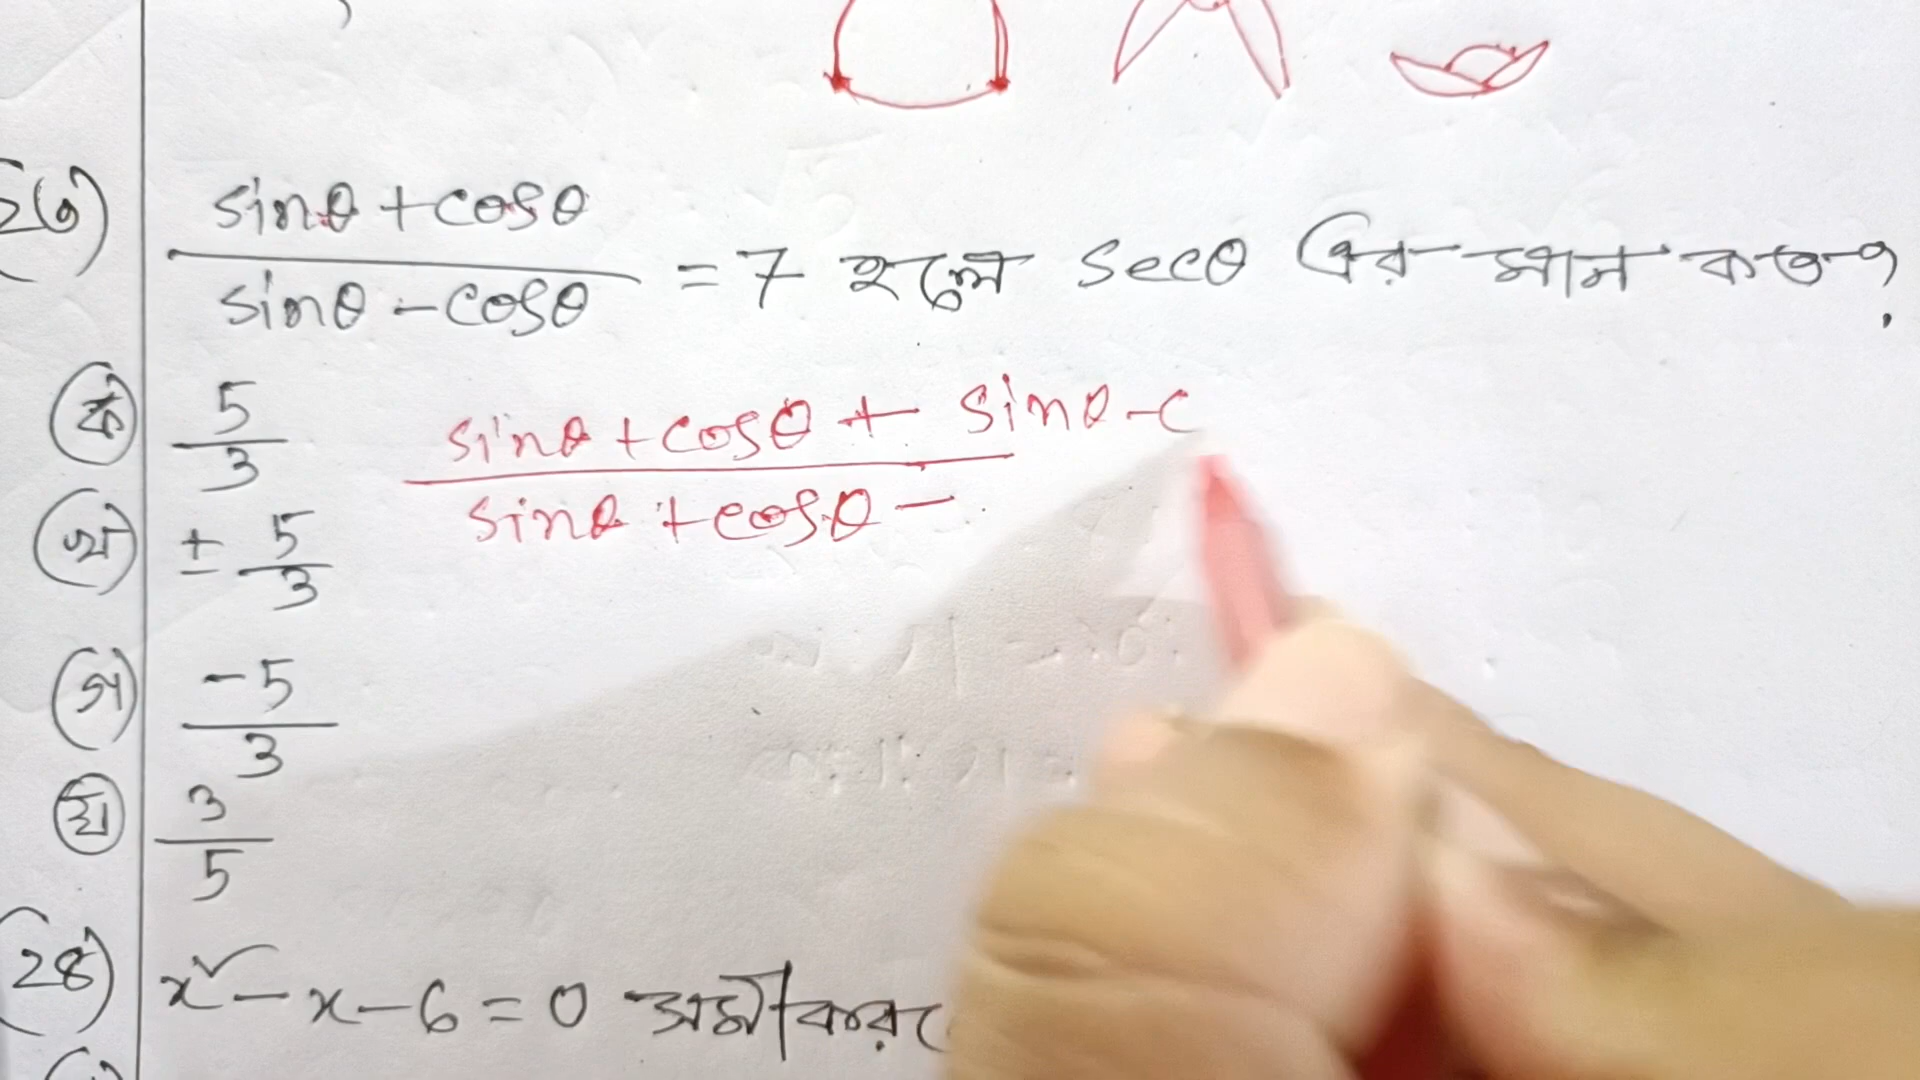 ২৩) (sinθ + cosθ)/(sinθ - cosθ) = 7 হলে secθ এর মান কত?
(sinθ + cosθ + sinθ - c)/(sinθ + cosθ -
ক 5/3
খ ± 5/3
গ -5/3
ঘ 3/5
(২৪) x² - x - 6 = 0 সমীকরণে